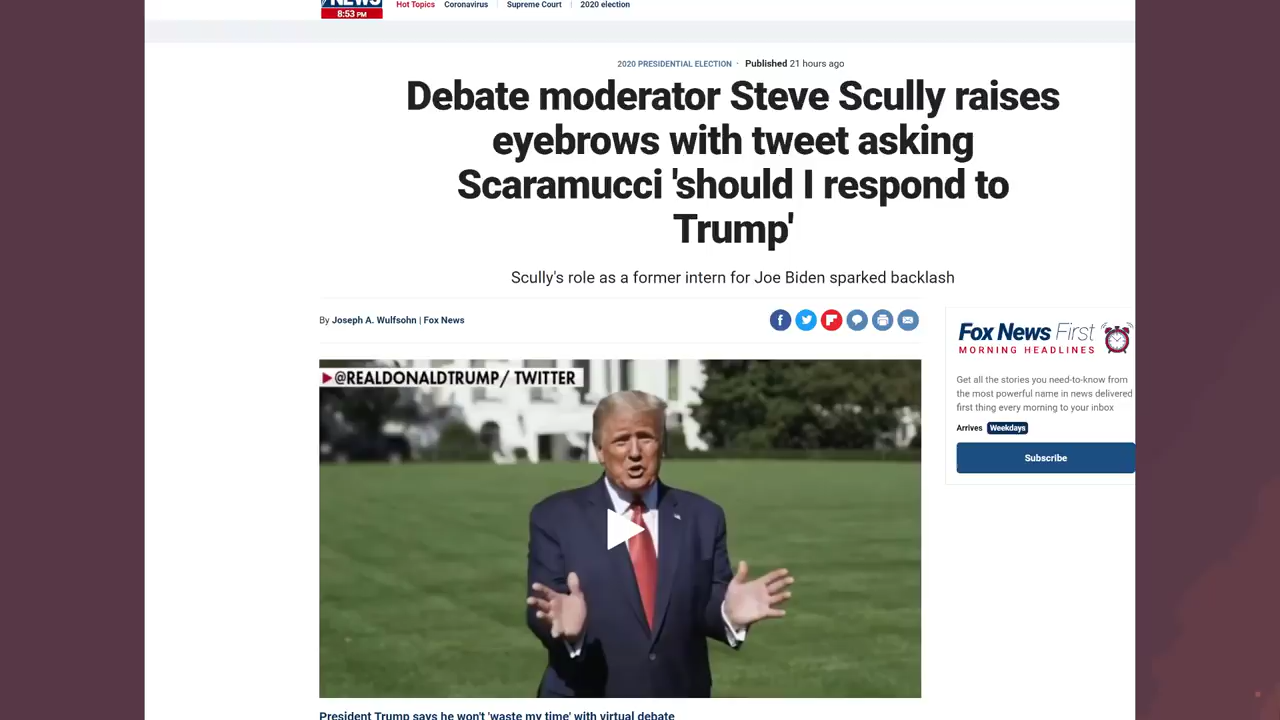 NEWS
8:53 PM
Hot Topics Coronavirus Supreme Court 2020 election
2020 PRESIDENTIAL ELECTION · Published 21 hours ago
Debate moderator Steve Scully raises
eyebrows with tweet asking
Scaramucci 'should I respond to
Trump'
Scully's role as a former intern for Joe Biden sparked backlash
By Joseph A. Wulfsohn | Fox News
@REALDONALDTRUMP/ TWITTER
President Trump says he won't 'waste my time' with virtual debate
Fox News First
MORNING HEADLINES
Get all the stories you need-to-know from
the most powerful name in news delivered
first thing every morning to your inbox
Arrives Weekdays
Subscribe